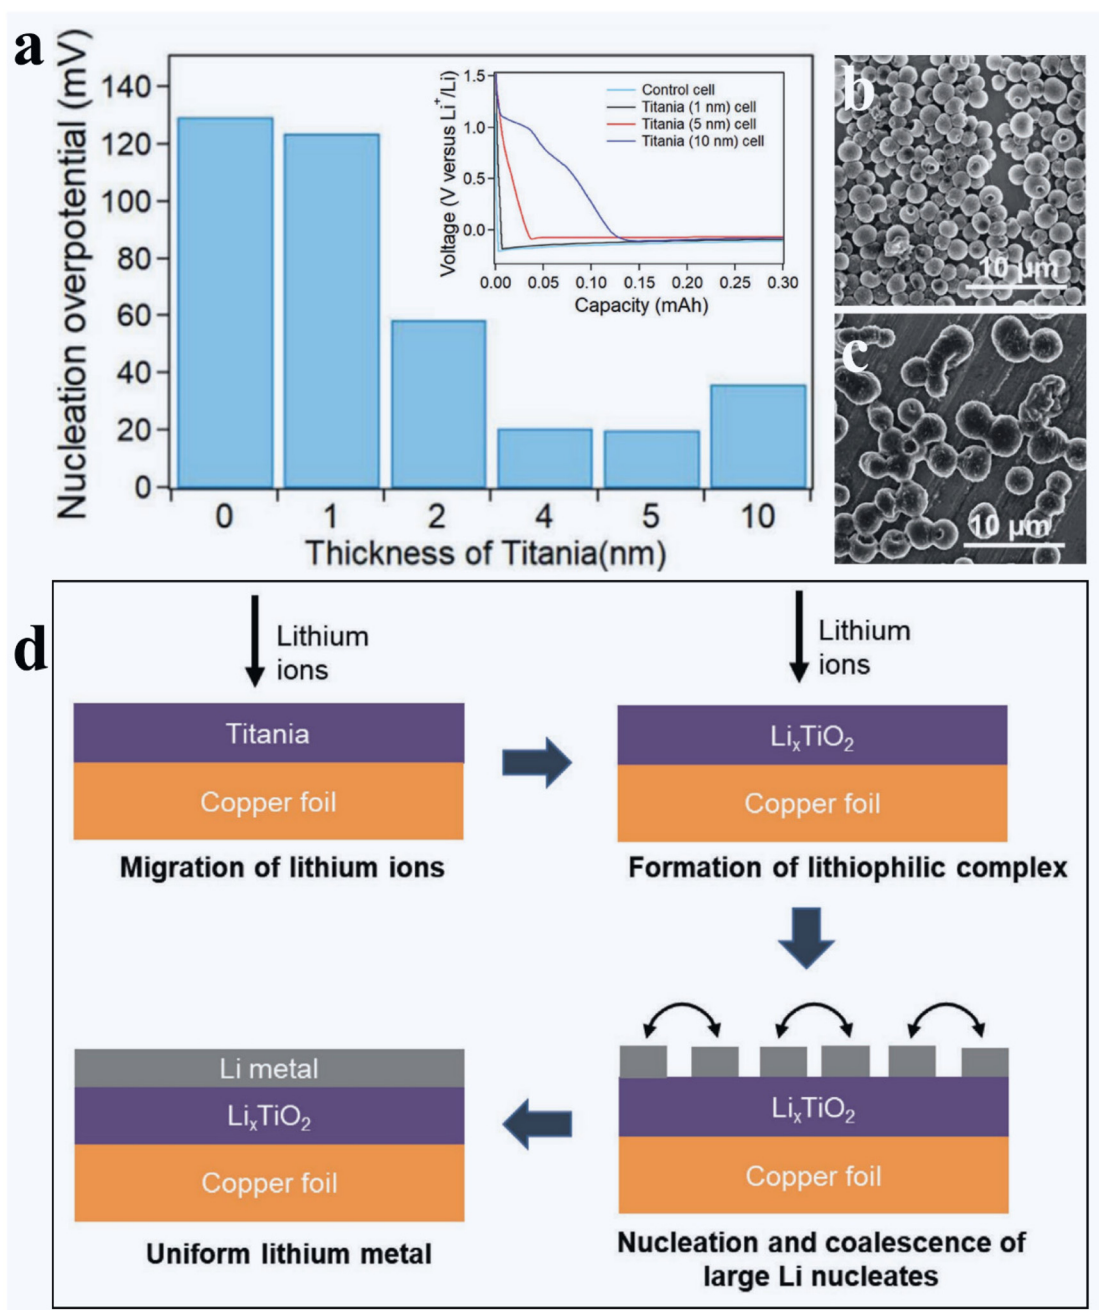 a
Nucleation overpotential (mV)
140
120
100
80
60
40
20
0
0 1 2 4 5 10
Thickness of Titania(nm)
Voltage (V versus Li⁺/Li)
1.5
1.0
0.5
0.0
0.00 0.05 0.10 0.15 0.20 0.25 0.30
Capacity (mAh)
Control cell
Titania (1 nm) cell
Titania (5 nm) cell
Titania (10 nm) cell
b
10 µm
c
10 µm
d
Lithium
ions
Titania
Copper foil
Migration of lithium ions
Lithium
ions
LiₓTiO₂
Copper foil
Formation of lithiophilic complex
Li metal
LiₓTiO₂
Copper foil
Uniform lithium metal
LiₓTiO₂
Copper foil
Nucleation and coalescence of
large Li nucleates